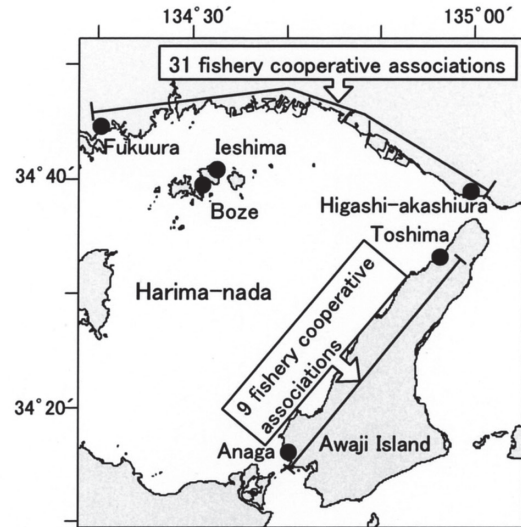 134°30'
135°00'
31 fishery cooperative associations
Fukuura
Ieshima
34°40'
Boze
Higashi-akashiura
Toshima
Harima-nada
9 fishery cooperative
associations
34°20'
Anaga
Awaji Island